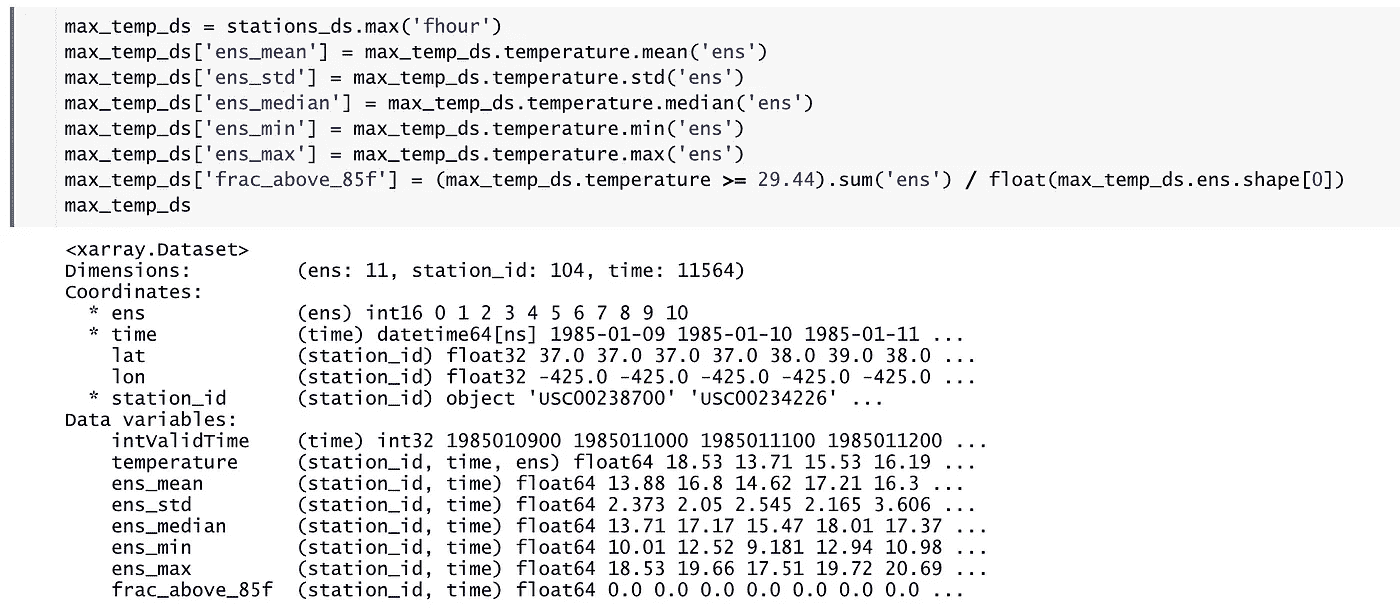 max_temp_ds = stations_ds.max('fhour')
max_temp_ds['ens_mean'] = max_temp_ds.temperature.mean('ens')
max_temp_ds['ens_std'] = max_temp_ds.temperature.std('ens')
max_temp_ds['ens_median'] = max_temp_ds.temperature.median('ens')
max_temp_ds['ens_min'] = max_temp_ds.temperature.min('ens')
max_temp_ds['ens_max'] = max_temp_ds.temperature.max('ens')
max_temp_ds['frac_above_85f'] = (max_temp_ds.temperature >= 29.44).sum('ens') / float(max_temp_ds.ens.shape[0])
max_temp_ds
<xarray.Dataset>
Dimensions:         (ens: 11, station_id: 104, time: 11564)
Coordinates:
  * ens             (ens) int16 0 1 2 3 4 5 6 7 8 9 10
  * time            (time) datetime64[ns] 1985-01-09 1985-01-10 1985-01-11 ...
    lat             (station_id) float32 37.0 37.0 37.0 37.0 38.0 39.0 38.0 ...
    lon             (station_id) float32 -425.0 -425.0 -425.0 -425.0 -425.0 ...
  * station_id      (station_id) object 'USC00238700' 'USC00234226' ...
Data variables:
    intValidTime    (time) int32 1985010900 1985011000 1985011100 1985011200 ...
    temperature     (station_id, time, ens) float64 18.53 13.71 15.53 16.19 ...
    ens_mean        (station_id, time) float64 13.88 16.8 14.62 17.21 16.3 ...
    ens_std         (station_id, time) float64 2.373 2.05 2.545 2.165 3.606 ...
    ens_median      (station_id, time) float64 13.71 17.17 15.47 18.01 17.37 ...
    ens_min         (station_id, time) float64 10.01 12.52 9.181 12.94 10.98 ...
    ens_max         (station_id, time) float64 18.53 19.66 17.51 19.72 20.69 ...
    frac_above_85f  (station_id, time) float64 0.0 0.0 0.0 0.0 0.0 0.0 0.0 ...